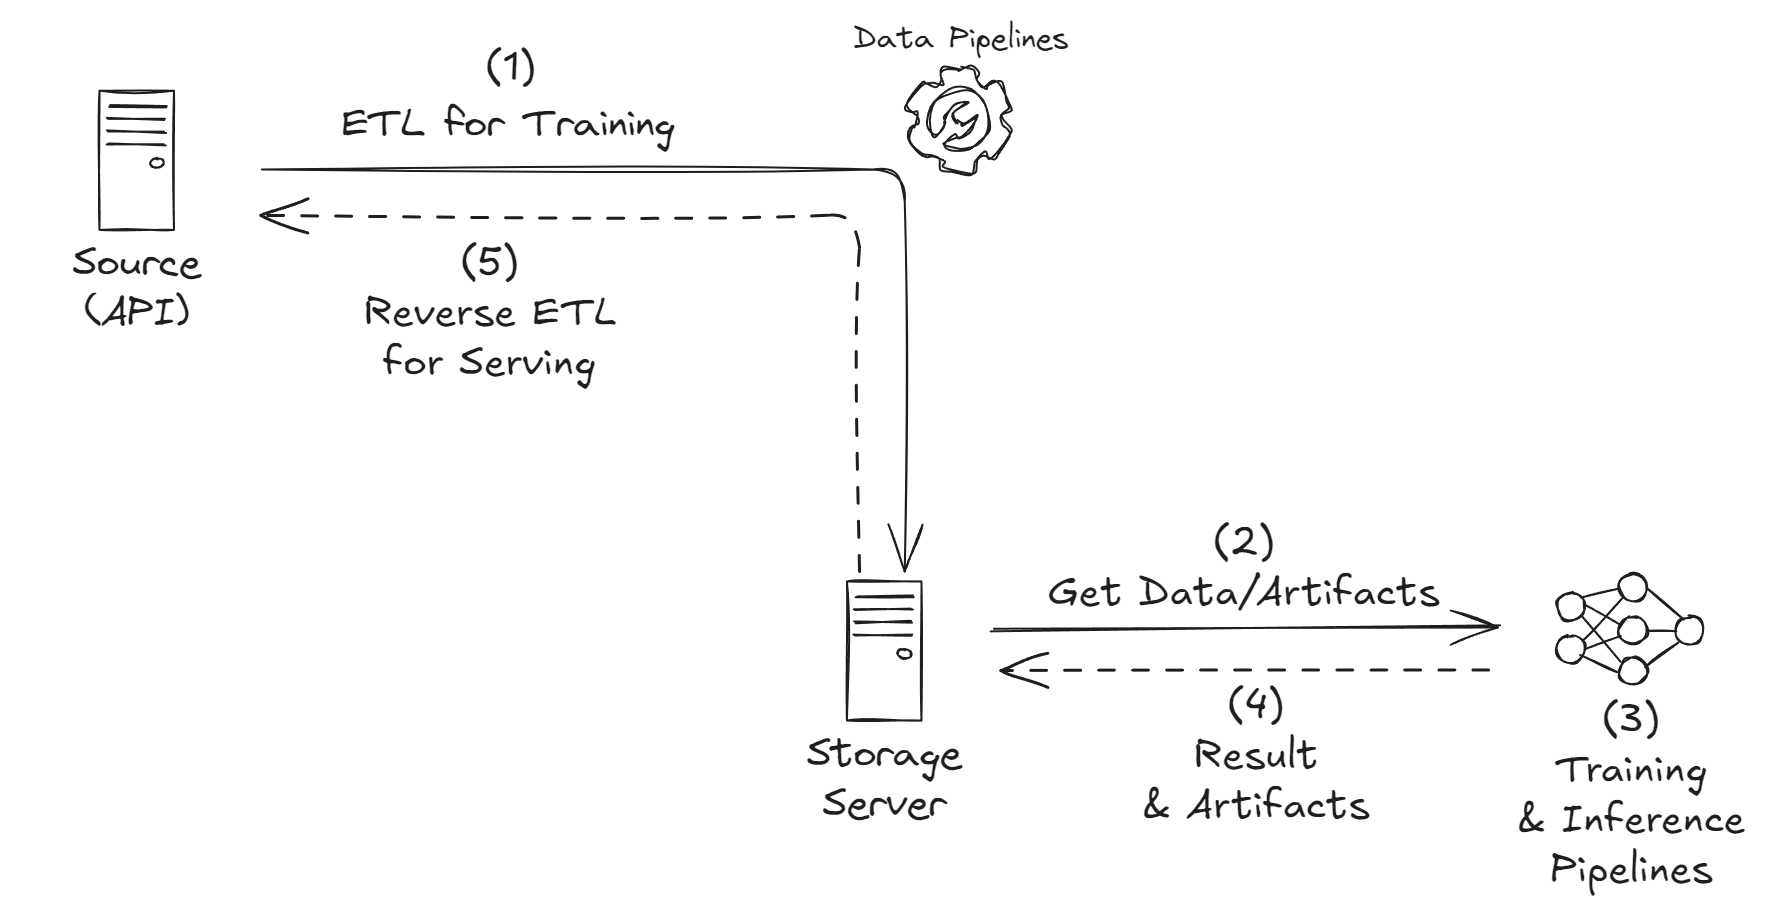 Data Pipelines
(1)
ETL for Training
Source
(API)
(5)
Reverse ETL
for Serving
(2)
Get Data/Artifacts
Storage
Server
(4)
Result
& Artifacts
(3)
Training
& Inference
Pipelines